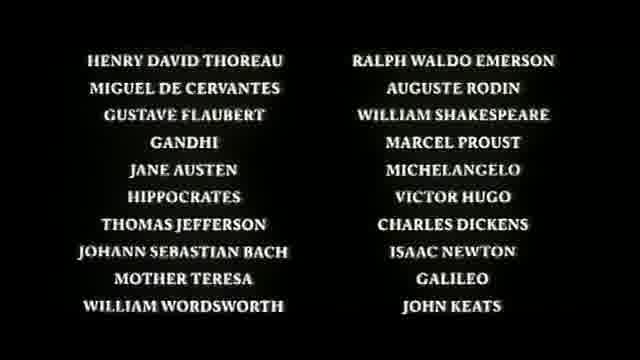 HENRY DAVID THOREAU
MIGUEL DE CERVANTES
GUSTAVE FLAUBERT
GANDHI
JANE AUSTEN
HIPPOCRATES
THOMAS JEFFERSON
JOHANN SEBASTIAN BACH
MOTHER TERESA
WILLIAM WORDSWORTH
RALPH WALDO EMERSON
AUGUSTE RODIN
WILLIAM SHAKESPEARE
MARCEL PROUST
MICHELANGELO
VICTOR HUGO
CHARLES DICKENS
ISAAC NEWTON
GALILEO
JOHN KEATS